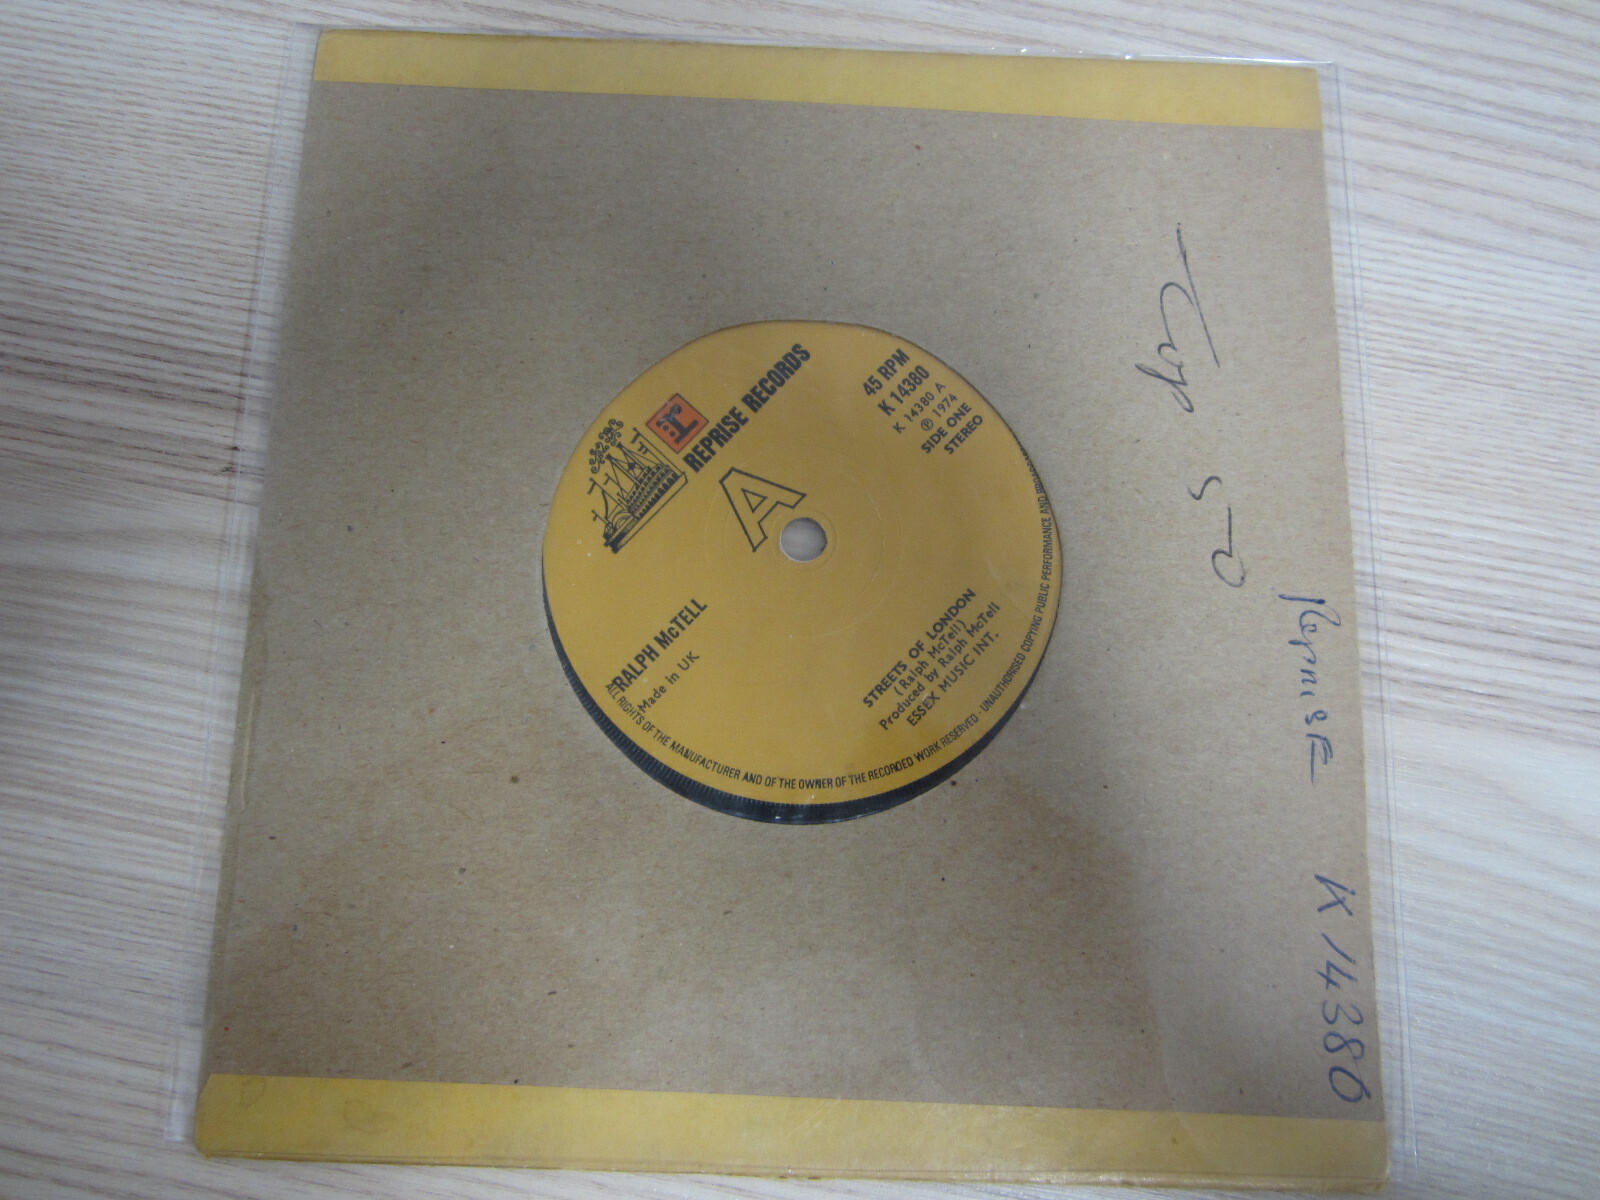 REPRISE RECORDS
45 RPM
K 14380
K 14380 A
℗ 1974
SIDE ONE
STEREO
A
RALPH McTELL
Made in UK
STREETS OF LONDON
(Ralph McTell)
Produced by Ralph McTell
ESSEX MUSIC INT.
ALL RIGHTS OF THE MANUFACTURER AND OF THE OWNER OF THE RECORDED WORK RESERVED · UNAUTHORISED COPYING PUBLIC PERFORMANCE AND
ReprisE K 14380